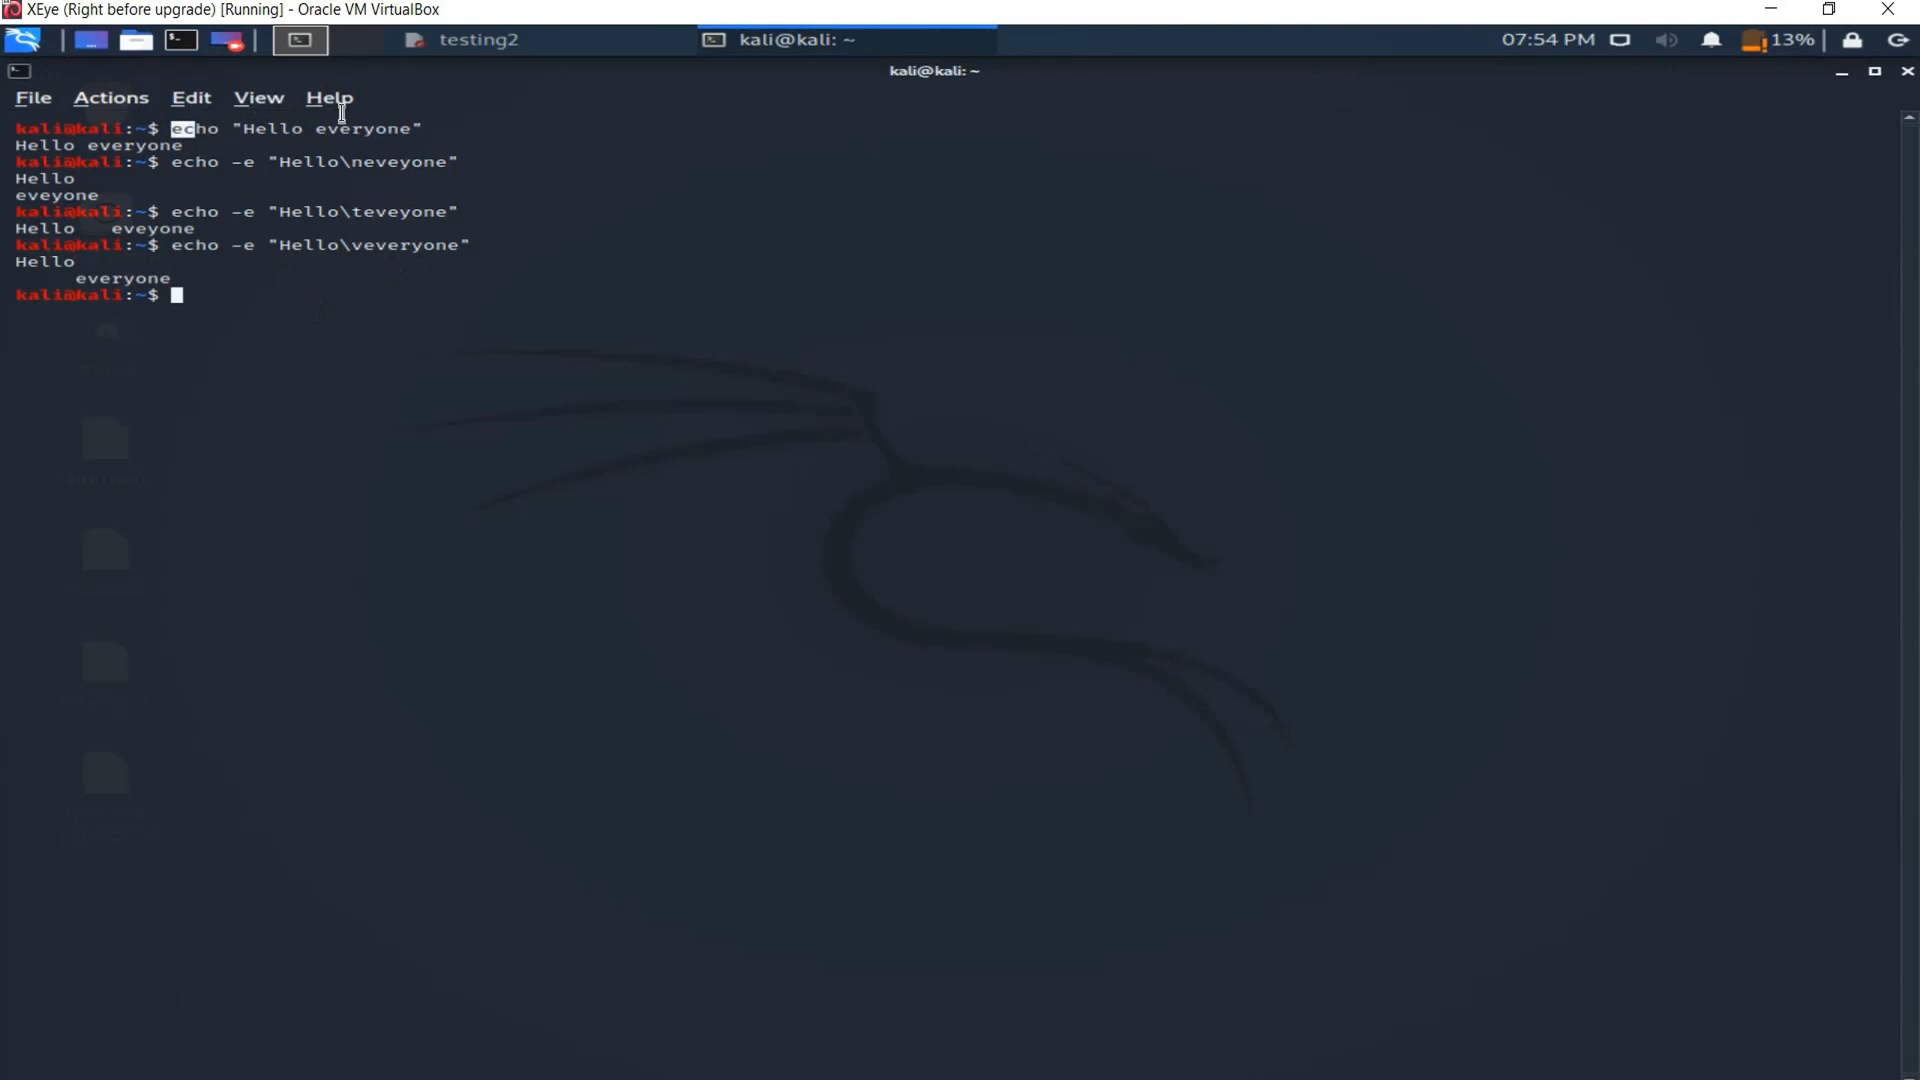 XEye (Right before upgrade) [Running] - Oracle VM VirtualBox
testing2
kali@kali: ~
07:54 PM
13%
kali@kali: ~
File Actions Edit View Help
kali@kali:~$ echo "Hello everyone"
Hello everyone
kali@kali:~$ echo -e "Hello\neveyone"
Hello
eveyone
kali@kali:~$ echo -e "Hello\teveyone"
Hello   eveyone
kali@kali:~$ echo -e "Hello\veveryone"
Hello
     everyone
kali@kali:~$